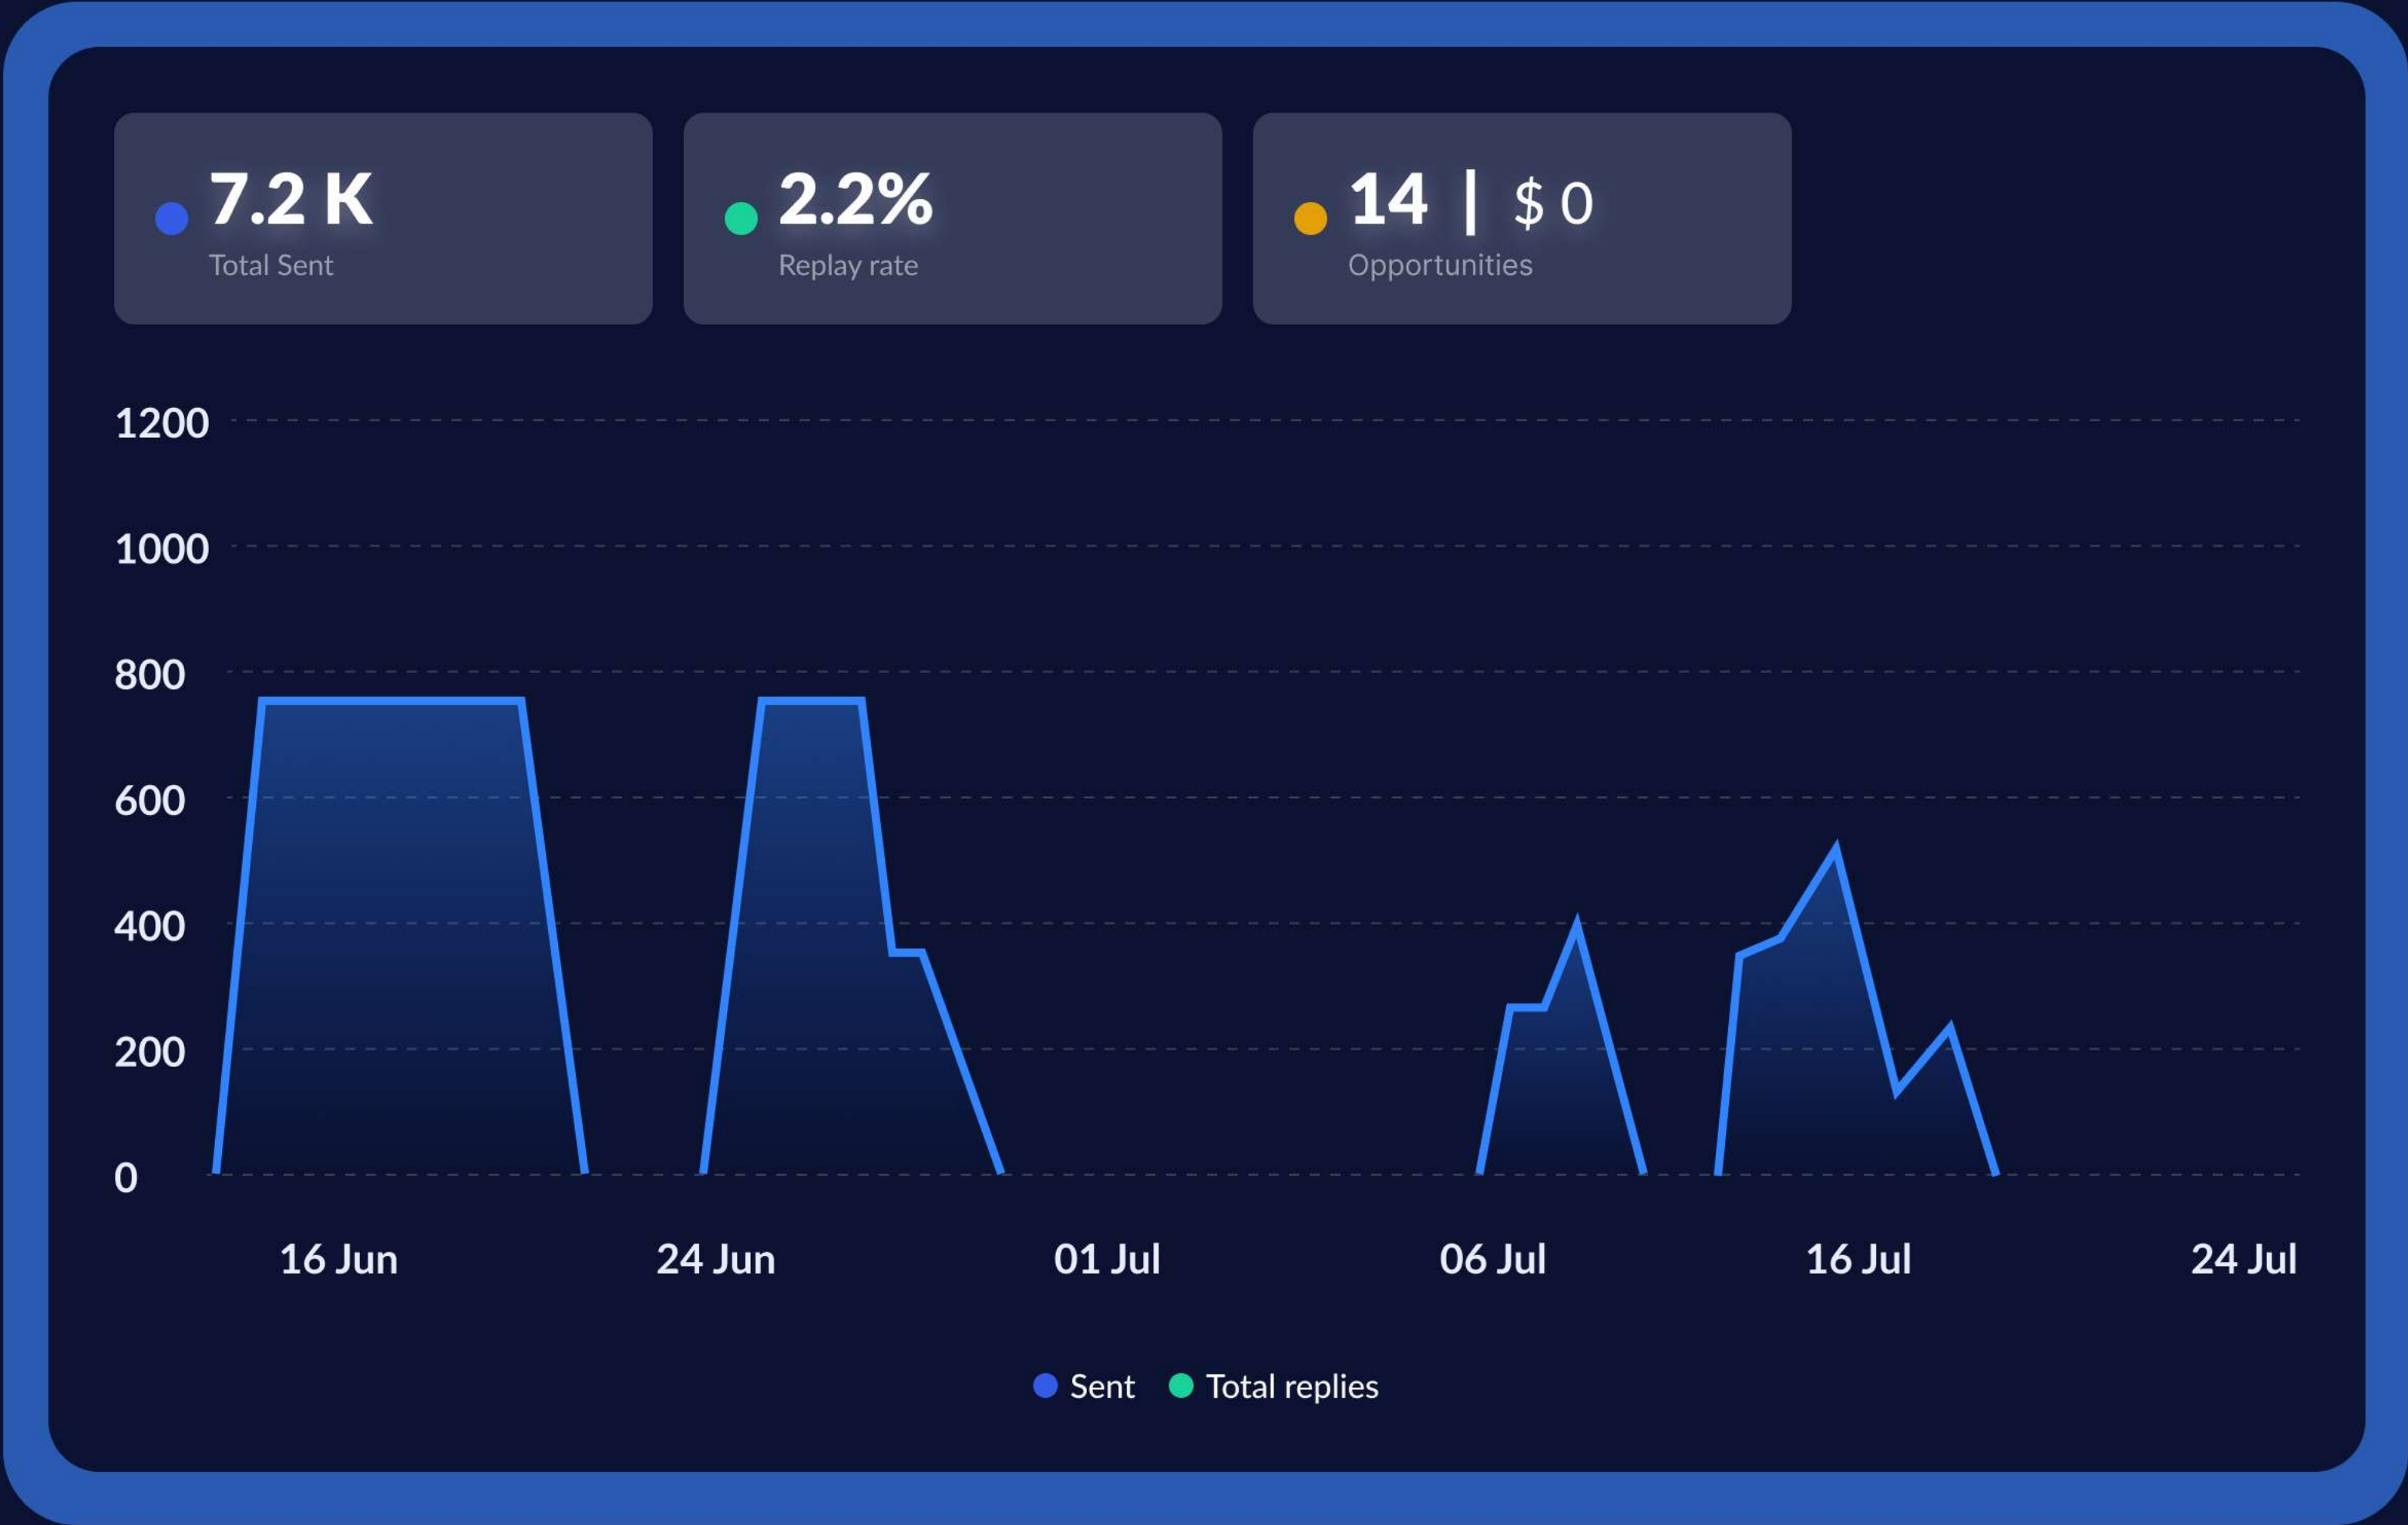 7.2 K
Total Sent
2.2%
Replay rate
14 | $ 0
Opportunities
1200
1000
800
600
400
200
0
16 Jun
24 Jun
01 Jul
06 Jul
16 Jul
24 Jul
Sent
Total replies